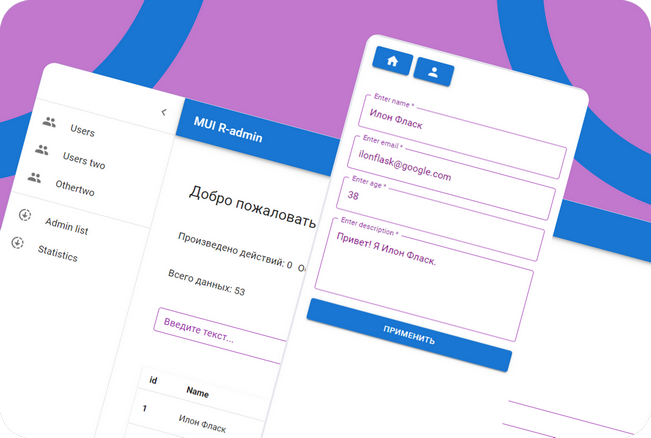 Users
Users two
Othertwo
Admin list
Statistics
MUI R-admin
Добро пожаловать
Произведено действий: 0
Всего данных: 53
Введите текст...
id Name
1 Илон Фласк
Enter name *
Илон Фласк
Enter email *
ilonflask@google.com
Enter age *
38
Enter description *
Привет! Я Илон Фласк.
ПРИМЕНИТЬ